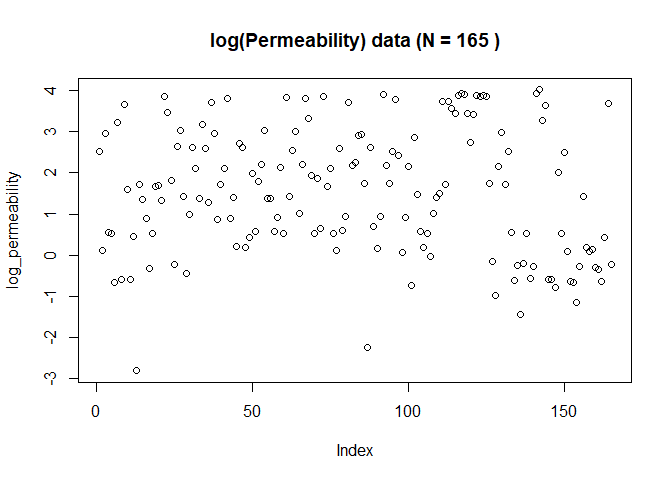 log(Permeability) data (N = 165 )
log_permeability
4
3
2
1
0
-1
-2
-3
0 50 100 150
Index